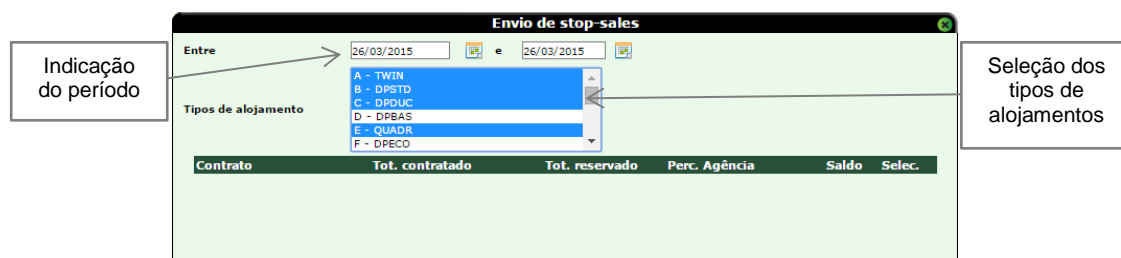 Envio de stop-sales
Indicação
do período
Entre 26/03/2015 e 26/03/2015
Tipos de alojamento
A - TWIN
B - DPSTD
C - DPDUC
D - DPBAS
E - QUADR
F - DPECO
Seleção dos
tipos de
alojamentos
Contrato Tot. contratado Tot. reservado Perc. Agência Saldo Selec.